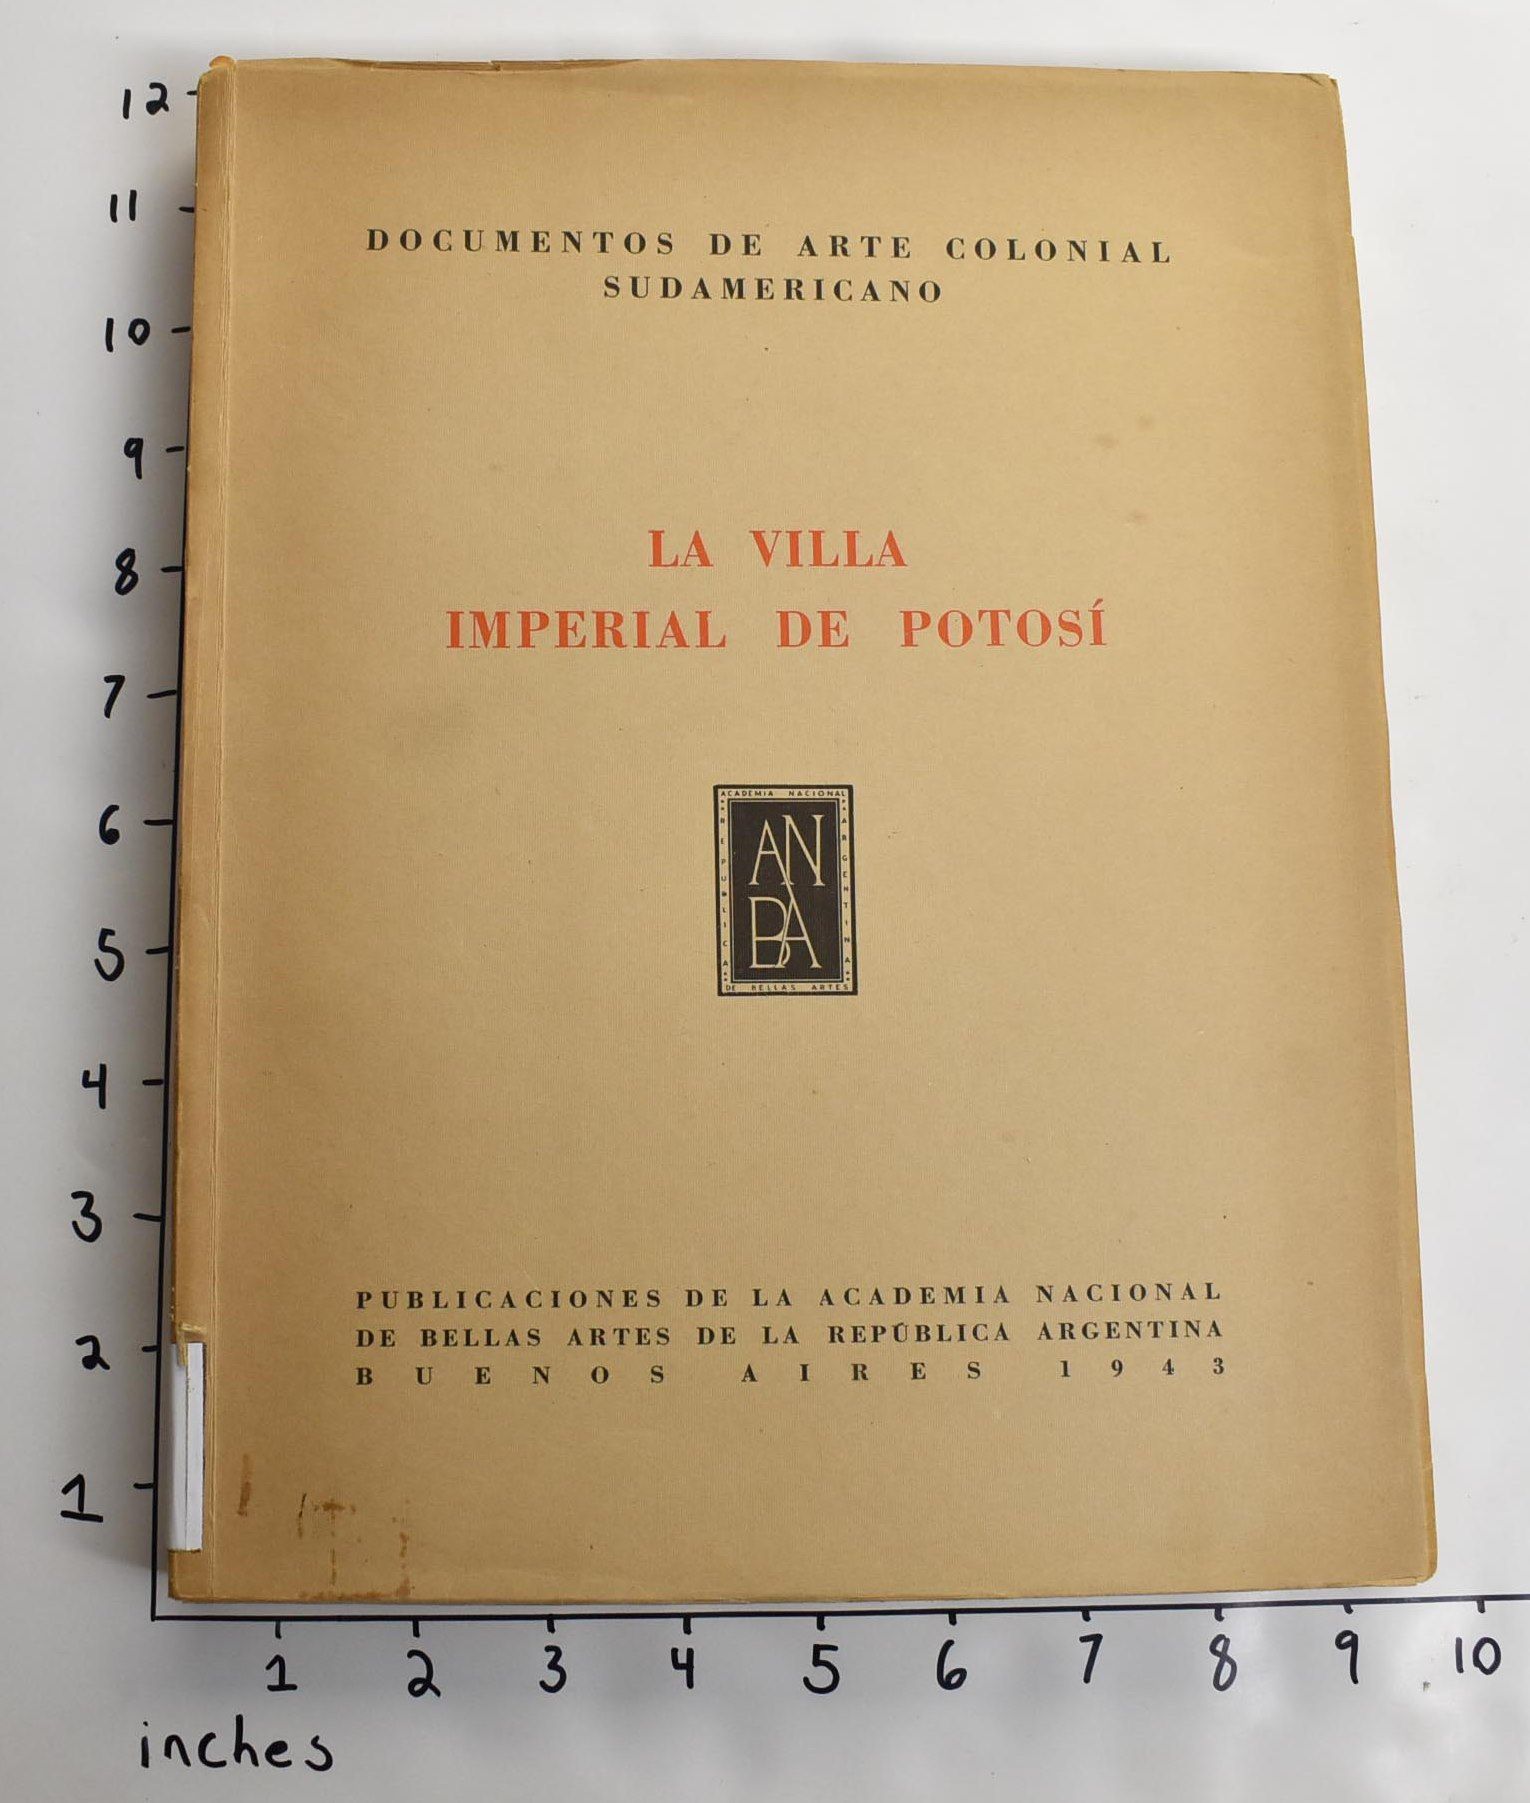 DOCUMENTOS DE ARTE COLONIAL
SUDAMERICANO
LA VILLA
IMPERIAL DE POTOSÍ
ACADEMIA NACIONAL
REPUBLICA
ARGENTINA
AN
BA
DE BELLAS ARTES
PUBLICACIONES DE LA ACADEMIA NACIONAL
DE BELLAS ARTES DE LA REPÚBLICA ARGENTINA
BUENOS AIRES 1943
12
11
10
9
8
7
6
5
4
3
2
1
1 2 3 4 5 6 7 8 9 10
inches